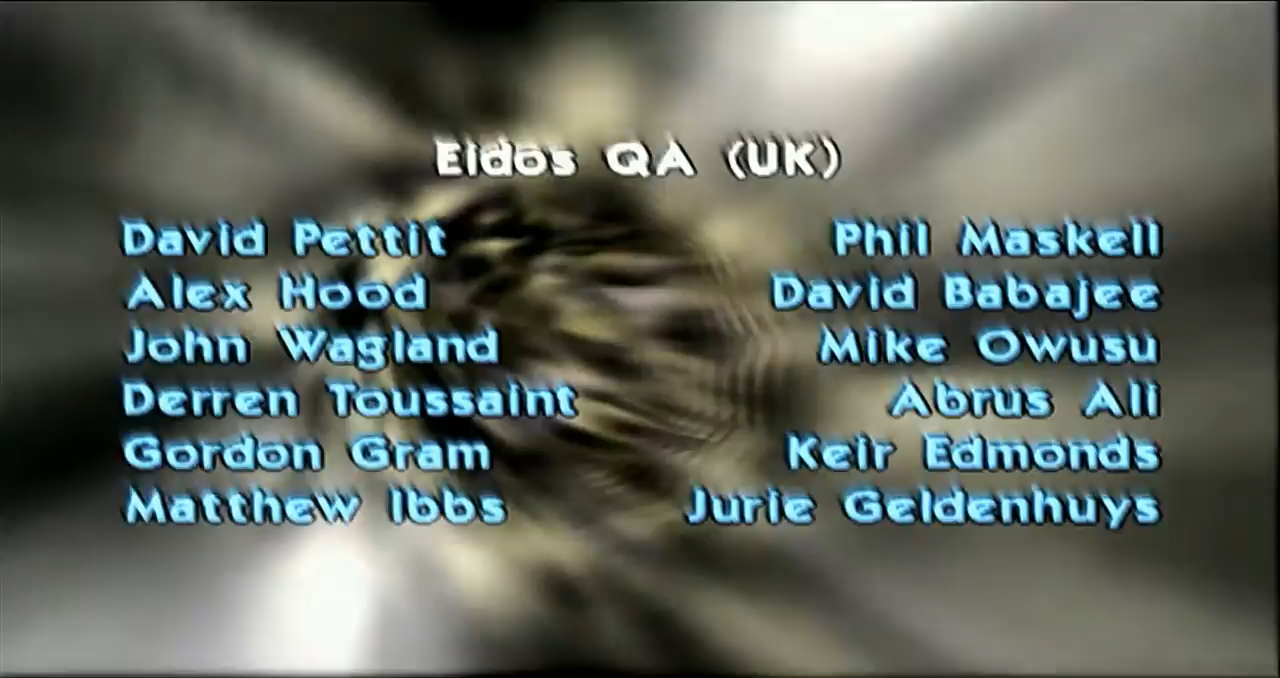 Eidos QA (UK)
David Pettit Phil Maskell
Alex Hood David Babajee
John Wagland Mike Owusu
Derren Toussaint Abrus Ali
Gordon Gram Keir Edmonds
Matthew Ibbs Jurie Geldenhuys